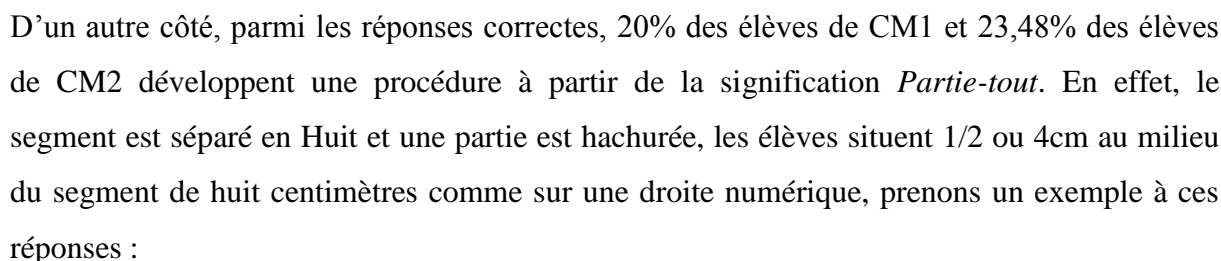 D’un autre côté, parmi les réponses correctes, 20% des élèves de CM1 et 23,48% des élèves
de CM2 développent une procédure à partir de la signification Partie-tout. En effet, le
segment est séparé en Huit et une partie est hachurée, les élèves situent 1/2 ou 4cm au milieu
du segment de huit centimètres comme sur une droite numérique, prenons un exemple à ces
réponses :